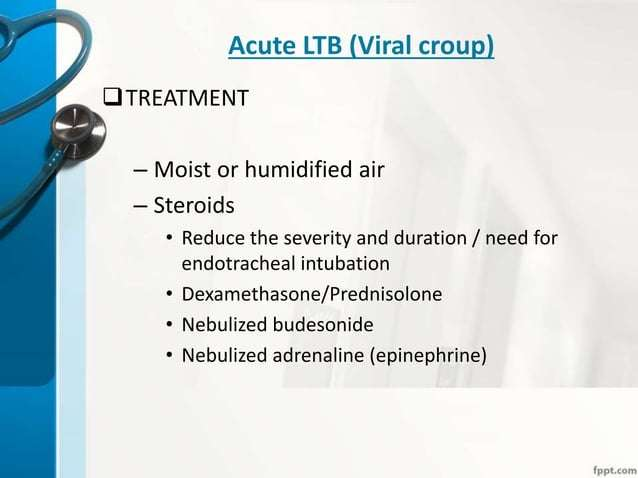 Acute LTB (Viral croup)
❑TREATMENT
– Moist or humidified air
– Steroids
• Reduce the severity and duration / need for
endotracheal intubation
• Dexamethasone/Prednisolone
• Nebulized budesonide
• Nebulized adrenaline (epinephrine)
fppt.com